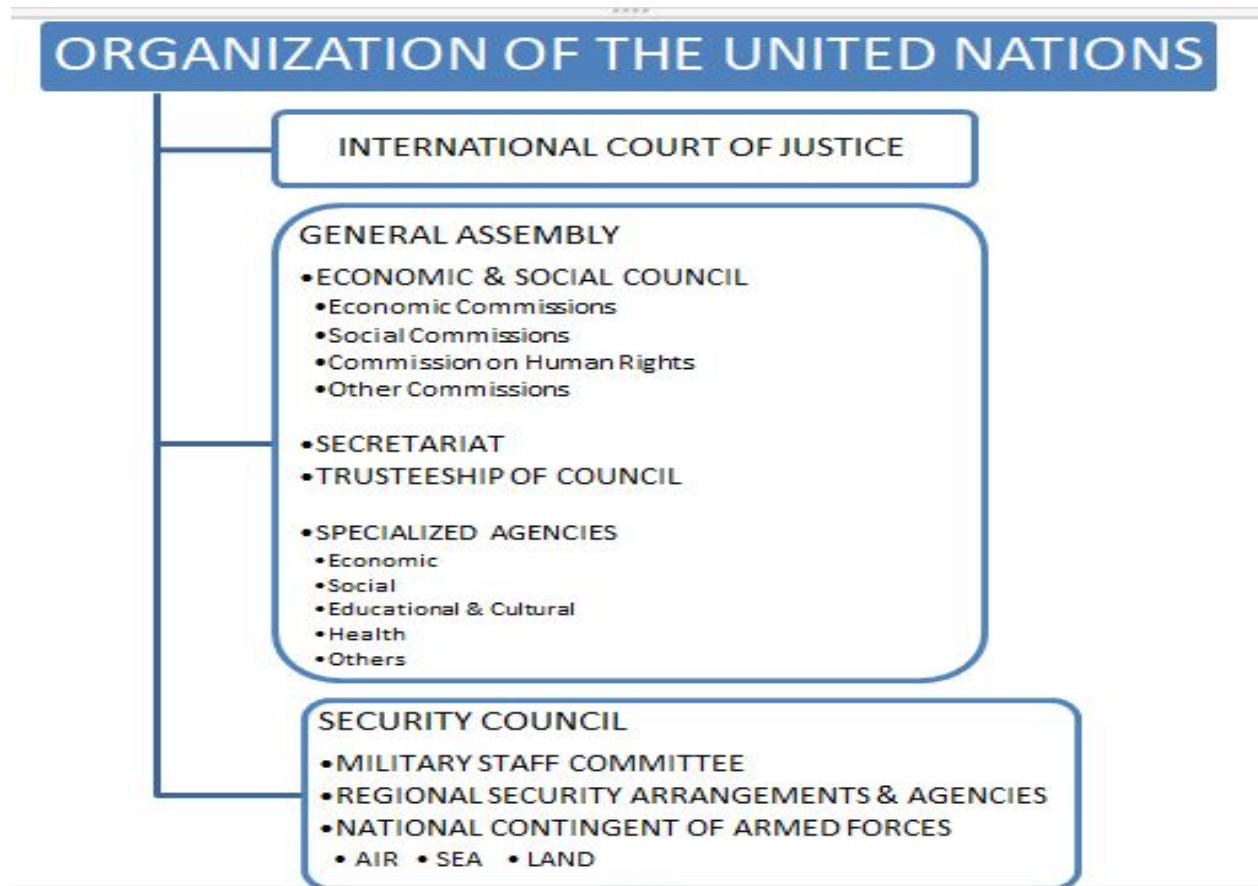 ORGANIZATION OF THE UNITED NATIONS
INTERNATIONAL COURT OF JUSTICE
GENERAL ASSEMBLY
•ECONOMIC & SOCIAL COUNCIL
•Economic Commissions
•Social Commissions
•Commission on Human Rights
•Other Commissions
•SECRETARIAT
•TRUSTEESHIP OF COUNCIL
•SPECIALIZED AGENCIES
•Economic
•Social
•Educational & Cultural
•Health
•Others
SECURITY COUNCIL
•MILITARY STAFF COMMITTEE
•REGIONAL SECURITY ARRANGEMENTS & AGENCIES
•NATIONAL CONTINGENT OF ARMED FORCES
• AIR • SEA • LAND